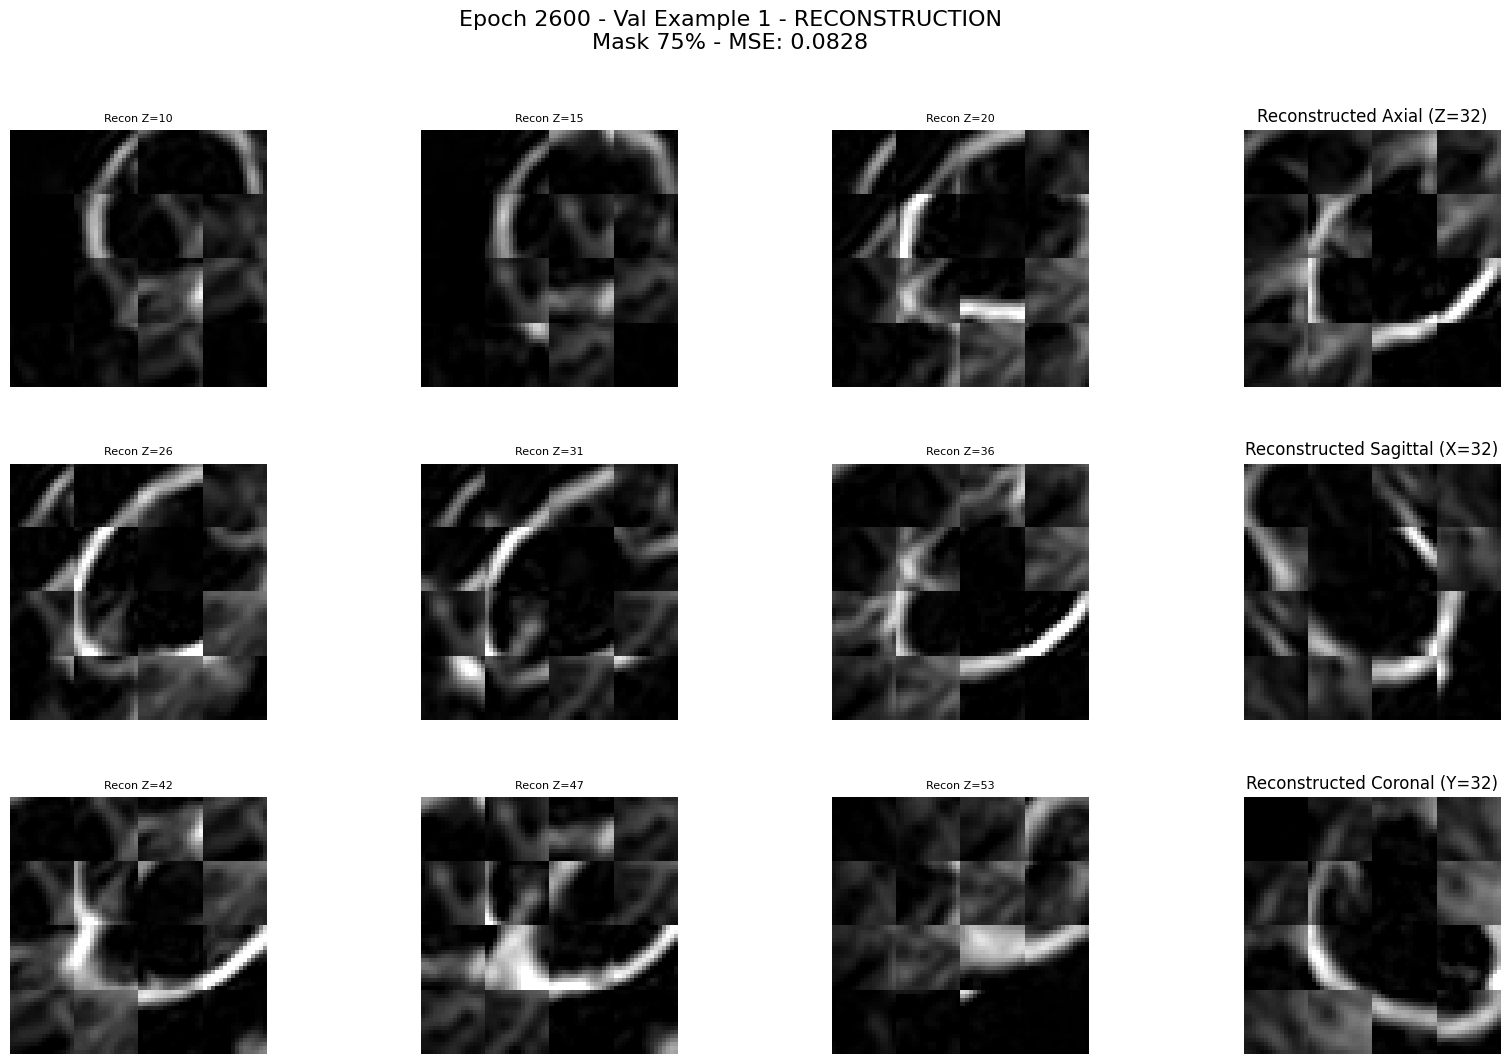 Epoch 2600 - Val Example 1 - RECONSTRUCTION
Mask 75% - MSE: 0.0828
Recon Z=10
Recon Z=15
Recon Z=20
Reconstructed Axial (Z=32)
Recon Z=26
Recon Z=31
Recon Z=36
Reconstructed Sagittal (X=32)
Recon Z=42
Recon Z=47
Recon Z=53
Reconstructed Coronal (Y=32)